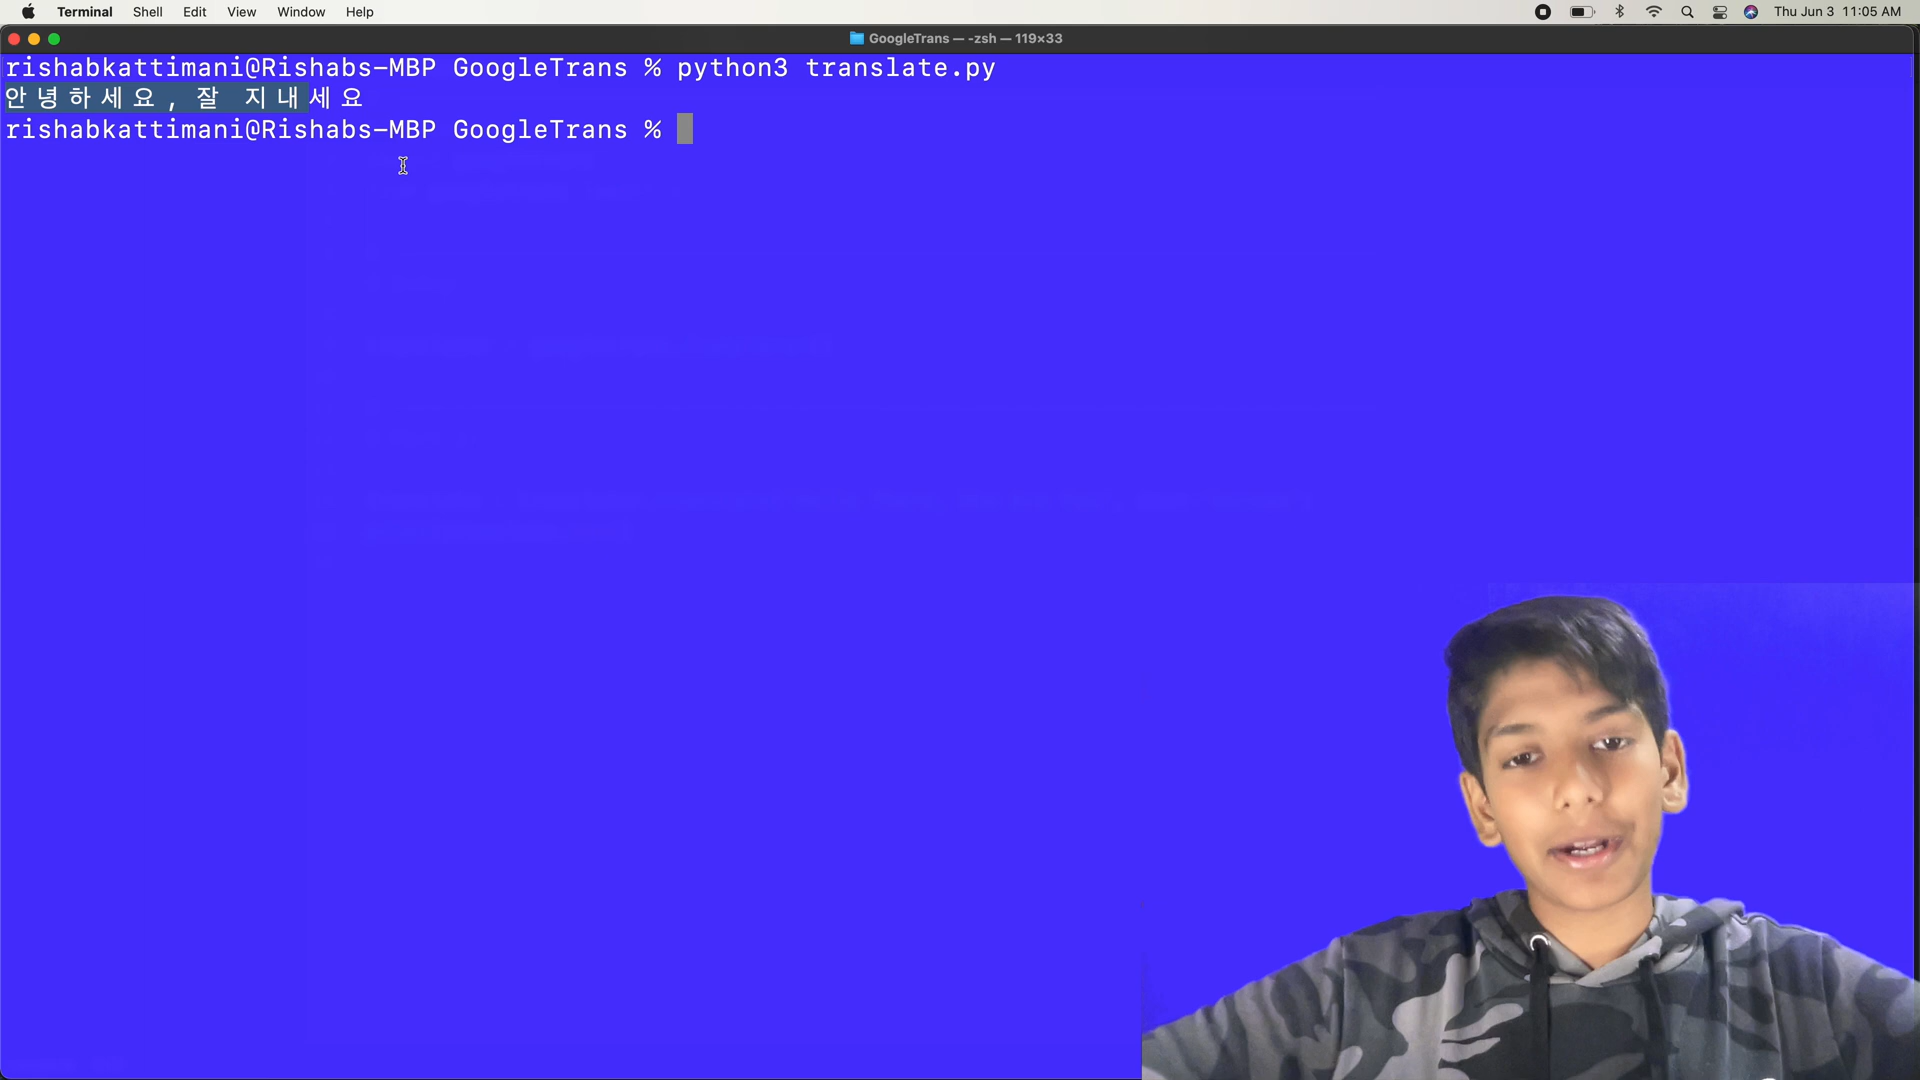 Terminal Shell Edit View Window Help Thu Jun 3 11:05 AM
GoogleTrans — -zsh — 119×33
rishabkattimani@Rishabs-MBP GoogleTrans % python3 translate.py
안녕하세요, 잘 지내세요
rishabkattimani@Rishabs-MBP GoogleTrans %